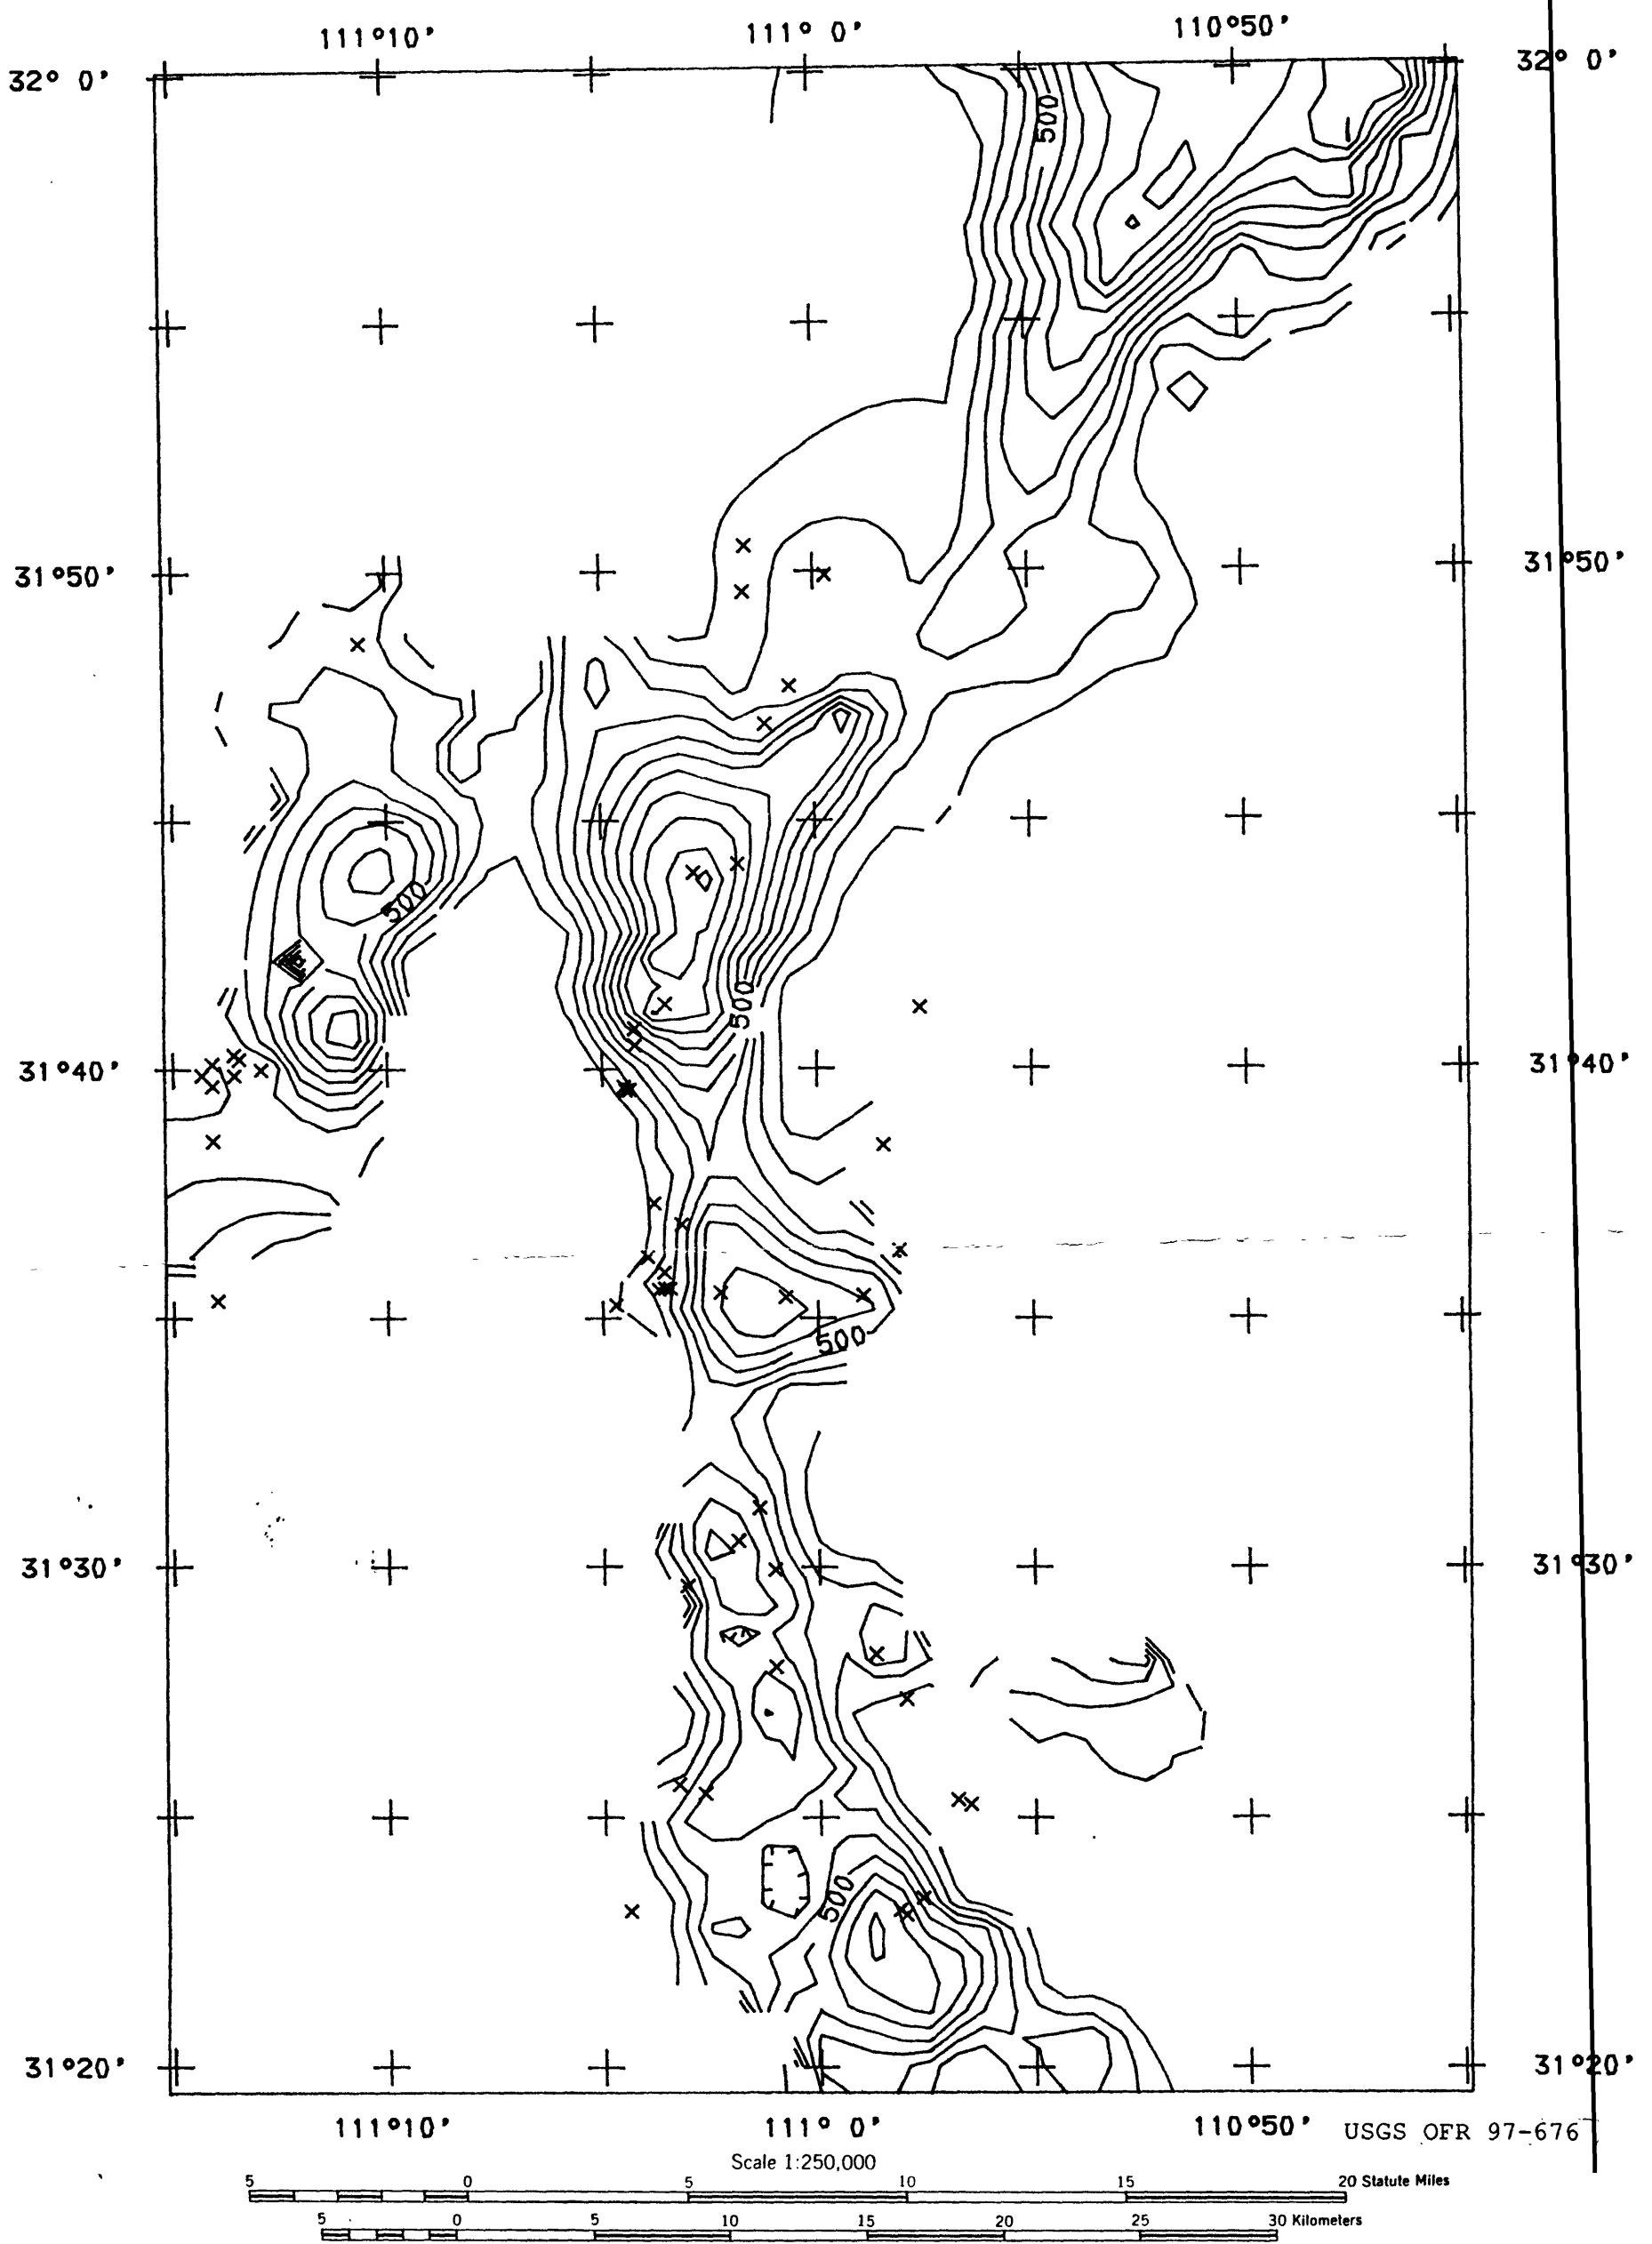 111°10' 111° 0' 110°50'
32° 0' 32° 0'
500
31°50' 31°50'
500
500
31°40' 31°40'
500
31°30' 31°30'
500
31°20' 31°20'
111°10' 111° 0' 110°50' USGS OFR 97-676
Scale 1:250,000
5 0 5 10 15 20 Statute Miles
5 0 5 10 15 20 25 30 Kilometers